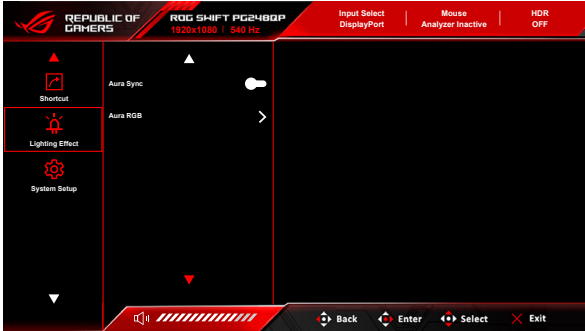 REPUBLIC OF
GAMERS
ROG SWIFT PG248QP
1920x1080 | 540 Hz
Input Select
DisplayPort
Mouse
Analyzer Inactive
HDR
OFF
Shortcut
Lighting Effect
System Setup
Aura Sync
Aura RGB
Back
Enter
Select
Exit